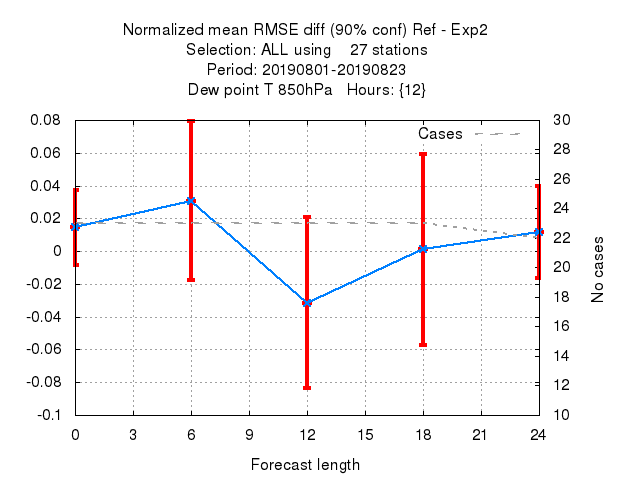 Normalized mean RMSE diff (90% conf) Ref - Exp2
Selection: ALL using    27 stations
Period: 20190801-20190823
Dew point T 850hPa   Hours: {12}
Cases
0.08
0.06
0.04
0.02
0
-0.02
-0.04
-0.06
-0.08
-0.1
30
28
26
24
22
20
18
16
14
12
10
No cases
0 3 6 9 12 15 18 21 24
Forecast length